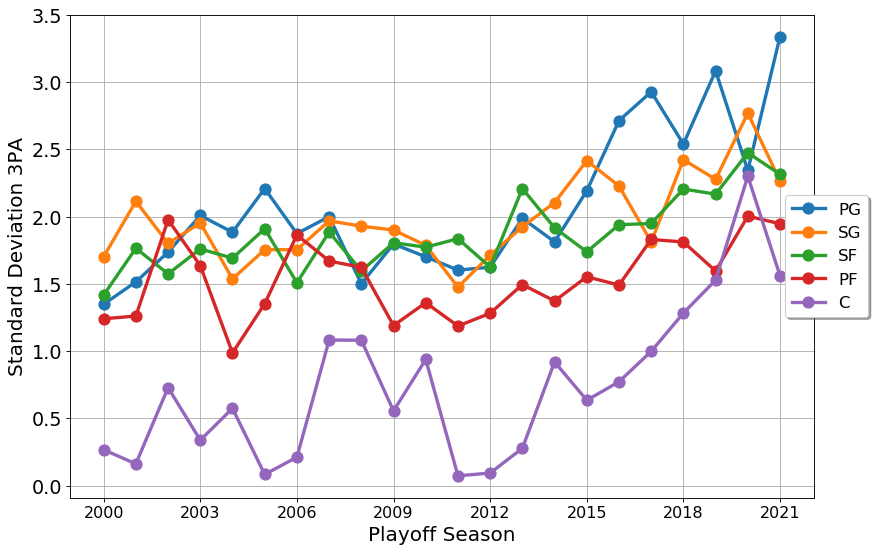 3.5
3.0
2.5
2.0
1.5
1.0
0.5
0.0
Standard Deviation 3PA
2000 2003 2006 2009 2012 2015 2018 2021
Playoff Season
PG
SG
SF
PF
C